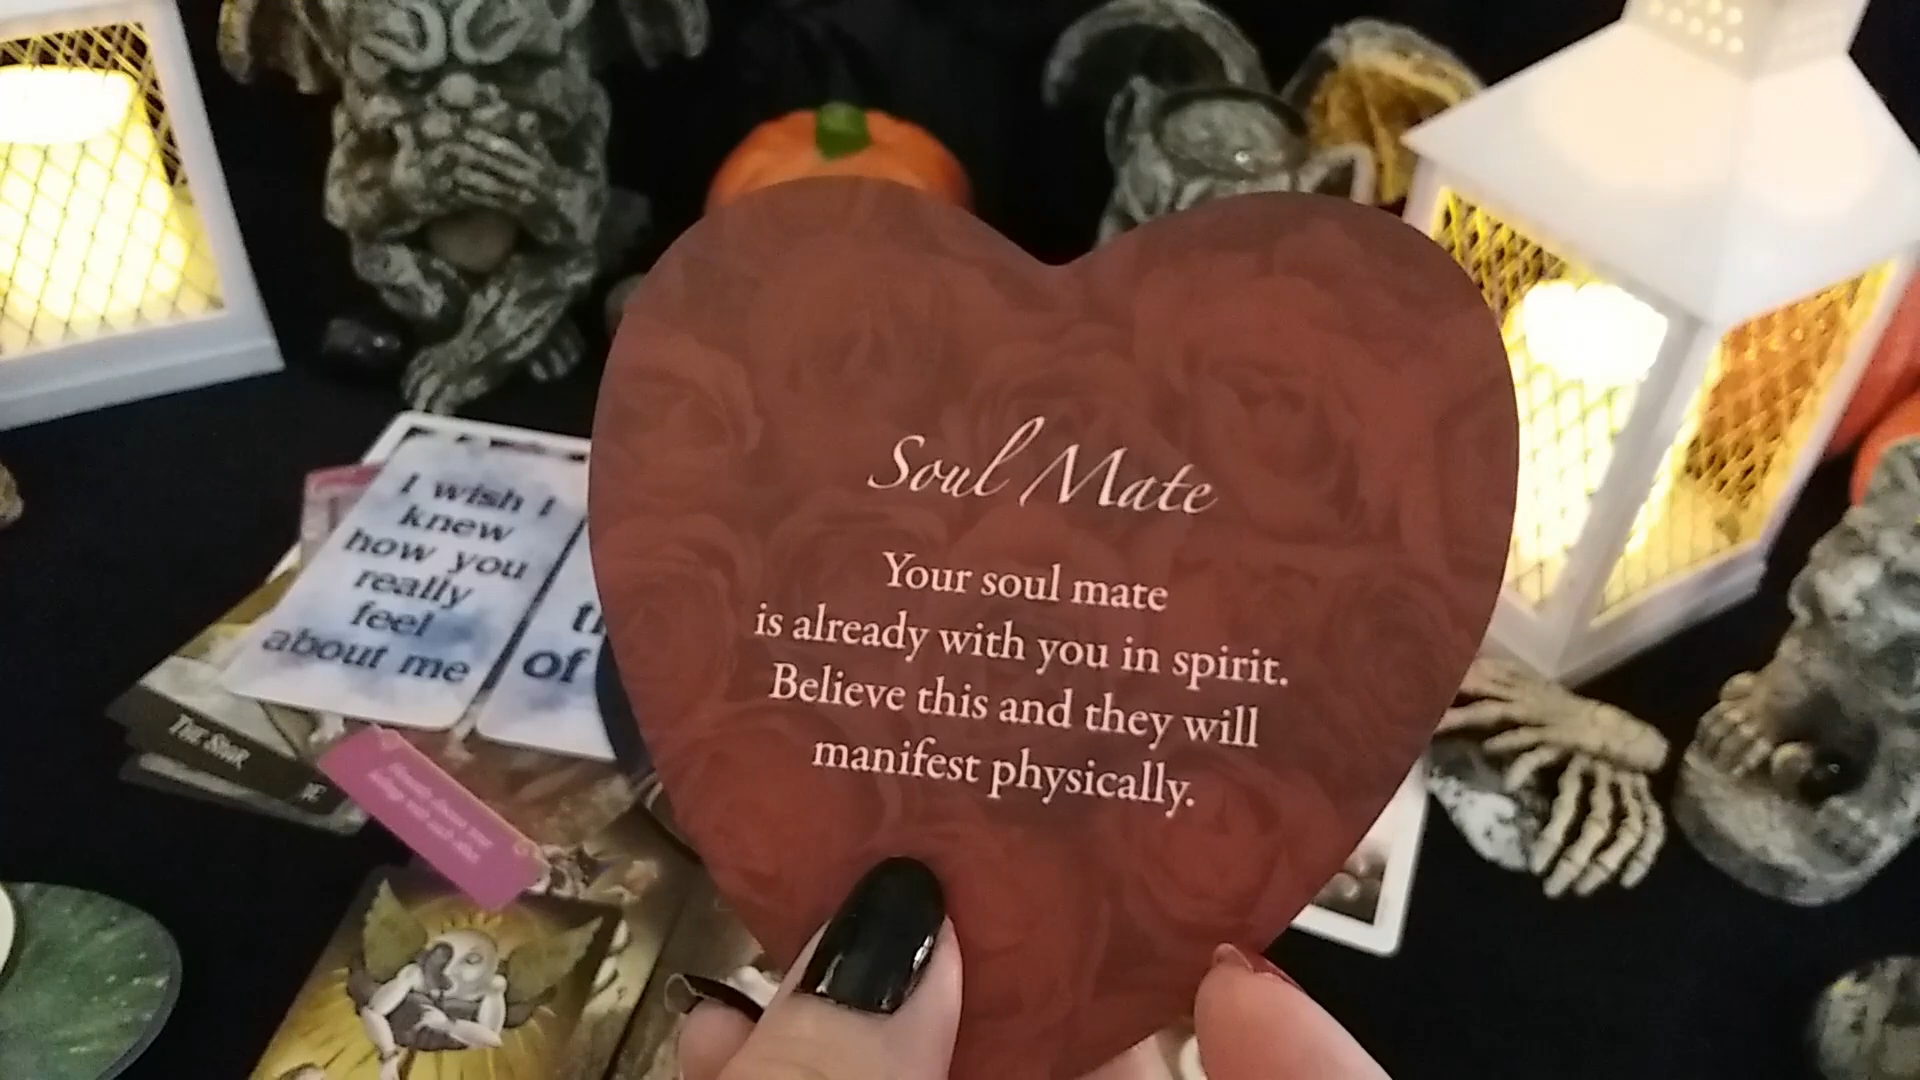 Soul Mate
Your soul mate
is already with you in spirit.
Believe this and they will
manifest physically.
I wish I
knew
how you
really
feel
about me
of
THE STAR